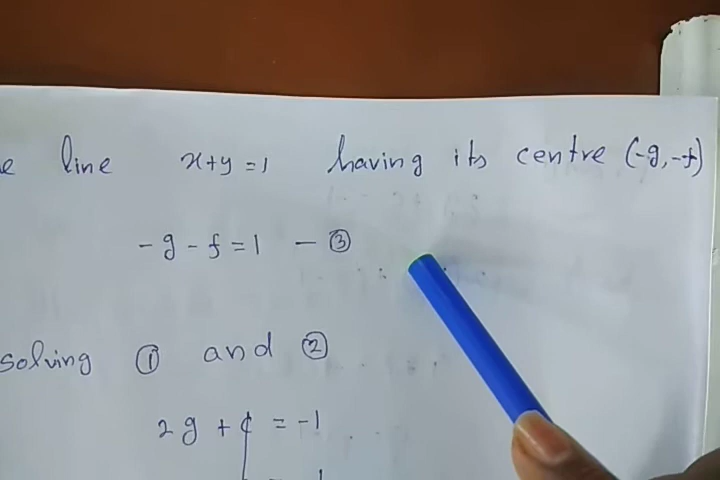 line x+y=1 having its centre (-g,-f)
-g-f=1 — ③
solving ① and ②
2g+c=-1